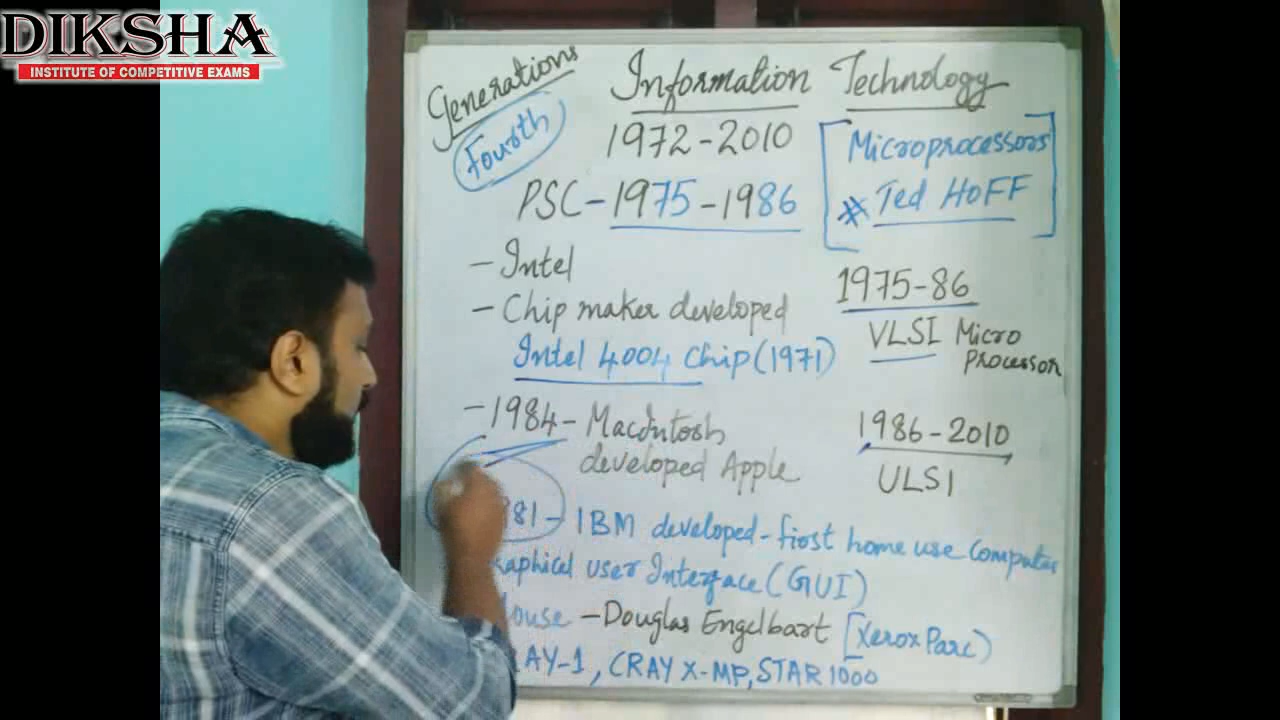 DIKSHA
INSTITUTE OF COMPETITIVE EXAMS
Generations
Information Technology
Fourth
1972-2010
PSC-1975-1986
Microprocessors
* Ted HOFF
- Intel
- Chip maker developed
Intel 4004 Chip (1971)
1975-86
VLSI Micro
Processor
- 1984 - Macintosh
developed Apple
1986-2010
ULSI
81 - IBM developed - first home use computer
raphical user Interface (GUI)
ouse - Douglas Engelbart [Xerox Parc)
RAY-1, CRAY X-MP, STAR 1000